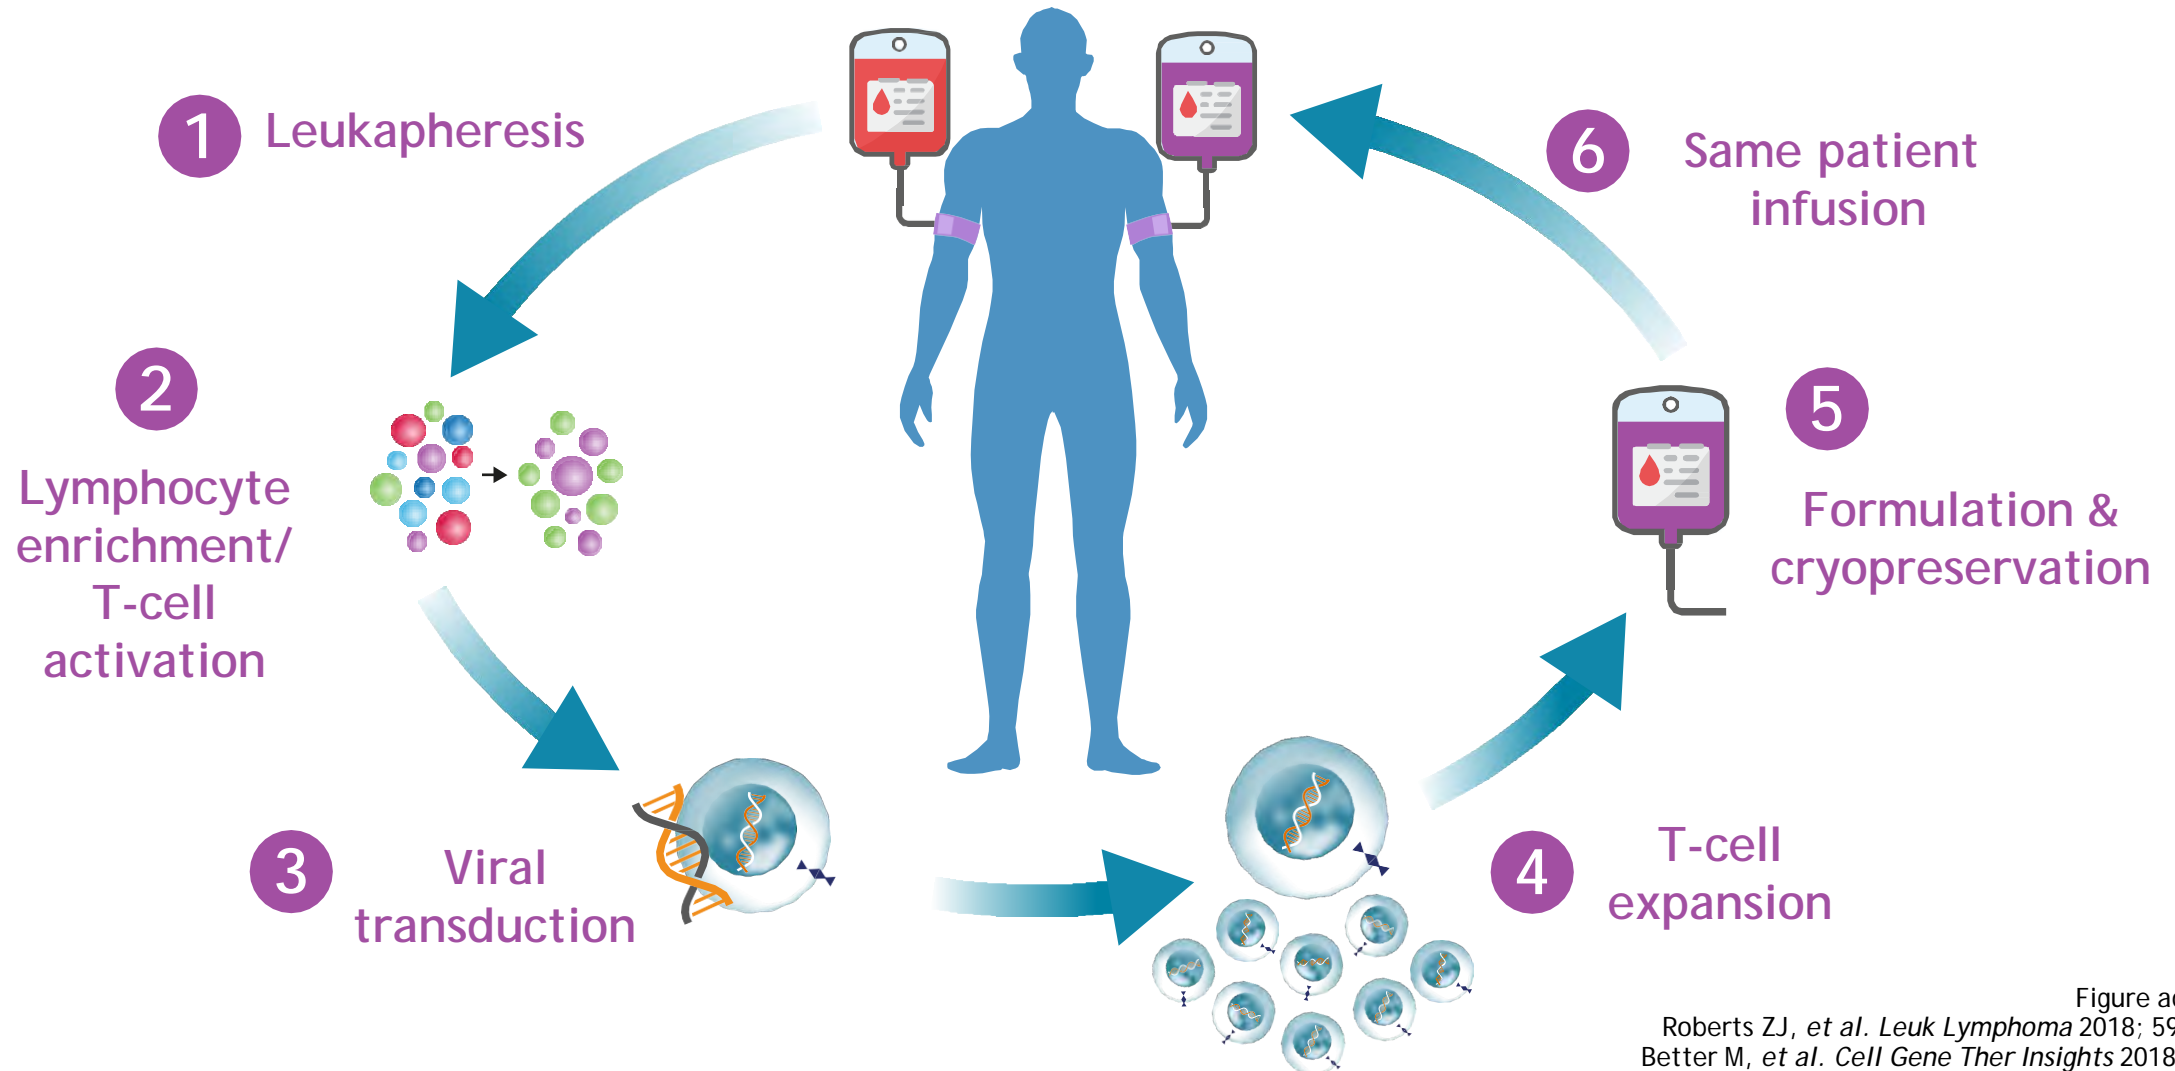 1
Leukapheresis
2
Lymphocyte
enrichment/
T-cell
activation
3
Viral
transduction
4
T-cell
expansion
5
Formulation &
cryopreservation
6
Same patient
infusion
Figure
Roberts ZJ, et al. Leuk Lymphoma 2018; 59
Better M, et al. Cell Gene Ther Insights 2018